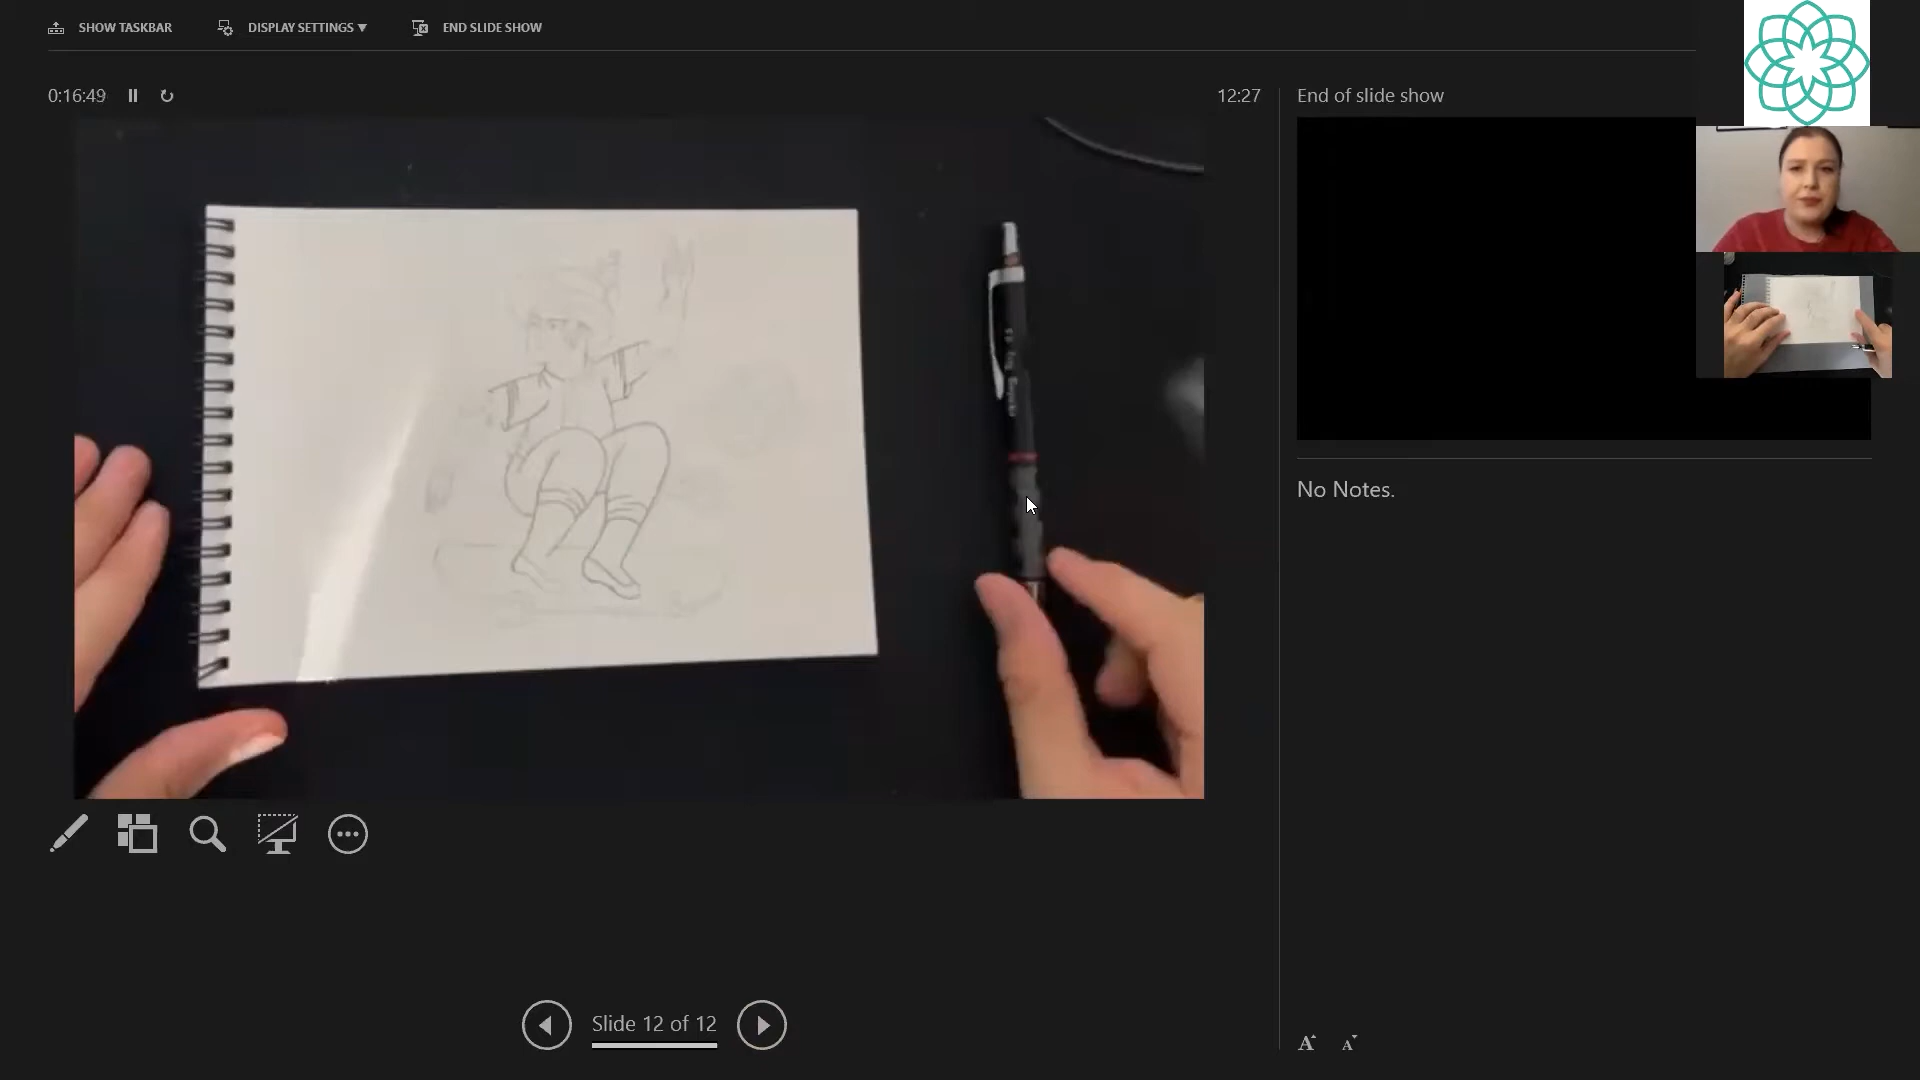 SHOW TASKBAR
DISPLAY SETTINGS ▼
END SLIDE SHOW
0:16:49
12:27
End of slide show
No Notes.
Slide 12 of 12
A
A